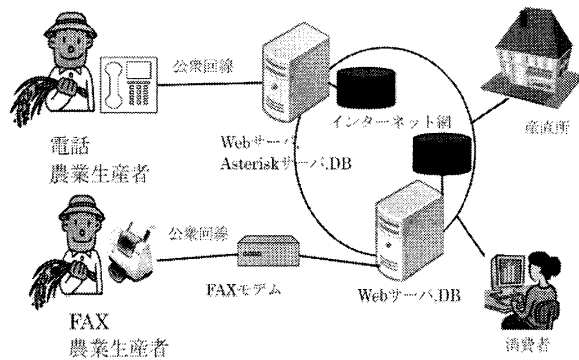 公衆回線
電話
農業生産者
Webサーバ,
Asteriskサーバ,DB
インターネット網
産直所
公衆回線
FAXモデム
Webサーバ,DB
FAX
農業生産者
消費者